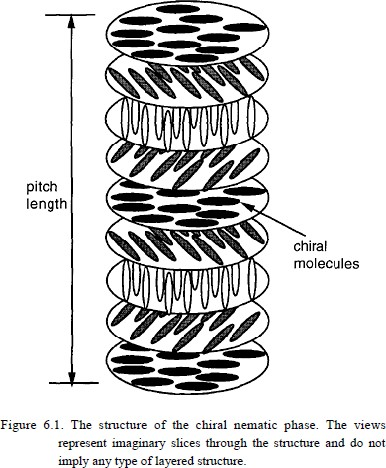 pitch
length
chiral
molecules
Figure 6.1. The structure of the chiral nematic phase. The views
represent imaginary slices through the structure and do not
imply any type of layered structure.